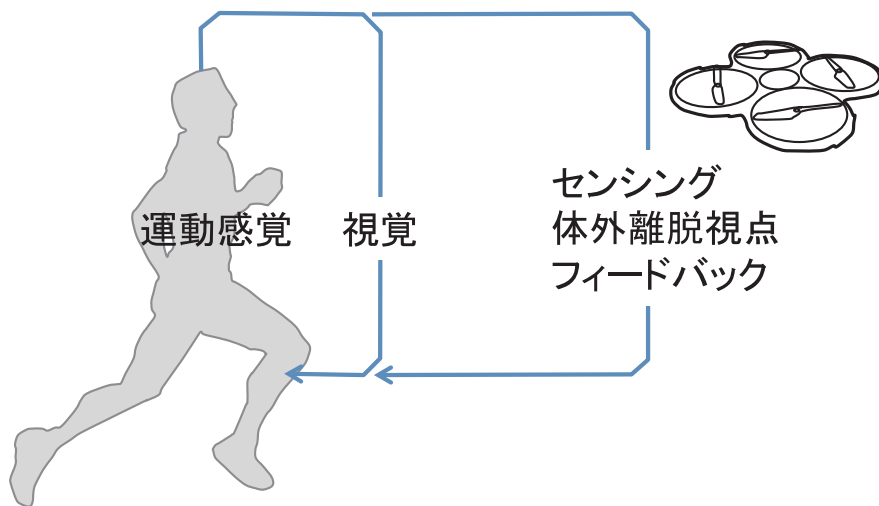 運動感覚
視覚
センシング
体外離脱視点
フィードバック